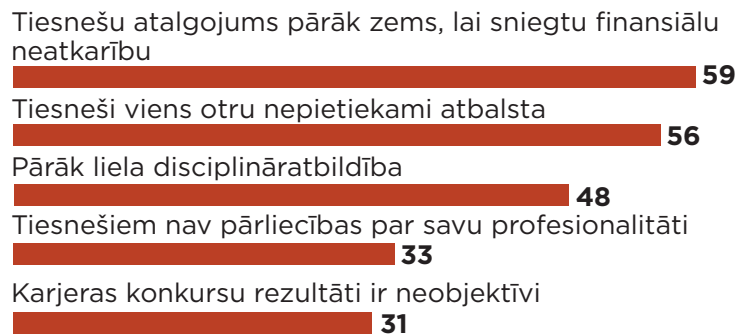 Tiesnešu atalgojums pārāk zems, lai sniegtu finansiālu
neatkarību
59
Tiesneši viens otru nepietiekami atbalsta
56
Pārāk liela disciplināratbildība
48
Tiesnešiem nav pārliecības par savu profesionalitāti
33
Karjeras konkursu rezultāti ir neobjektīvi
31